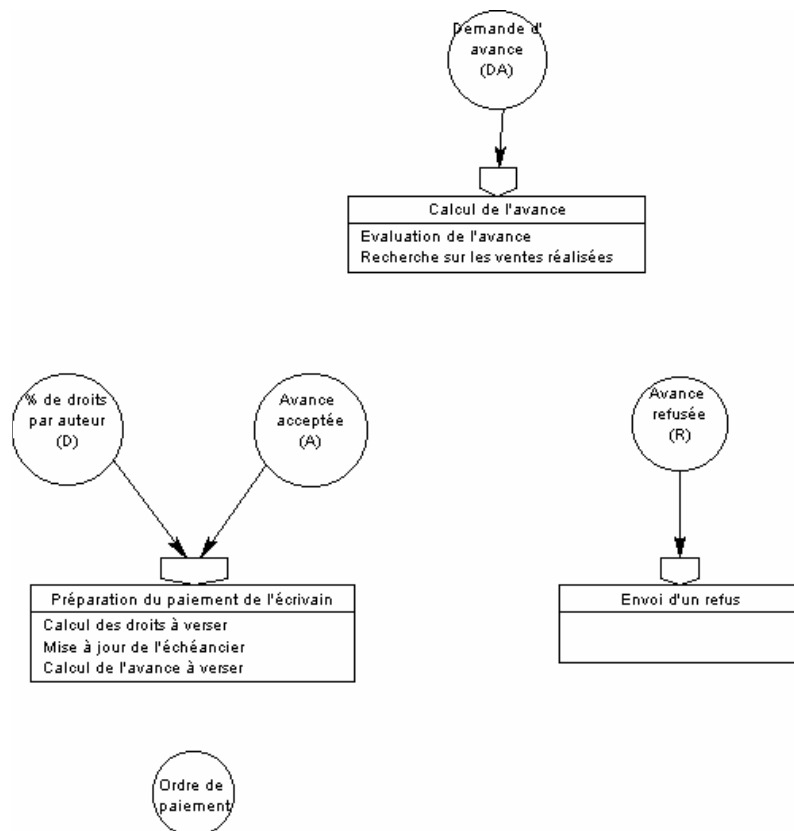 Demande d'
avance
(DA)
Calcul de l'avance
Evaluation de l'avance
Recherche sur les ventes réalisées
% de droits
par auteur
(D)
Avance
acceptée
(A)
Avance
refusée
(R)
Préparation du paiement de l'écrivain
Calcul des droits à verser
Mise à jour de l'échéancier
Calcul de l'avance à verser
Envoi d'un refus
Ordre de
paiement